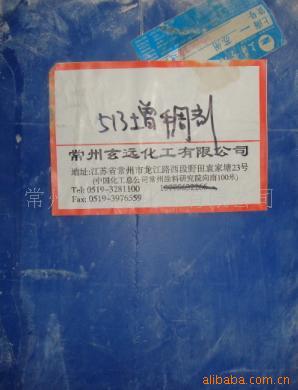 513增稠剂
常州玄远化工有限公司
地址:江苏省常州市龙江路西段野田袁家塘23号
(中国化工总公司常州涂料研究院向南100米)
Tel: 0519-3281100
Fax: 0519-3976559
alibaba.com.cn